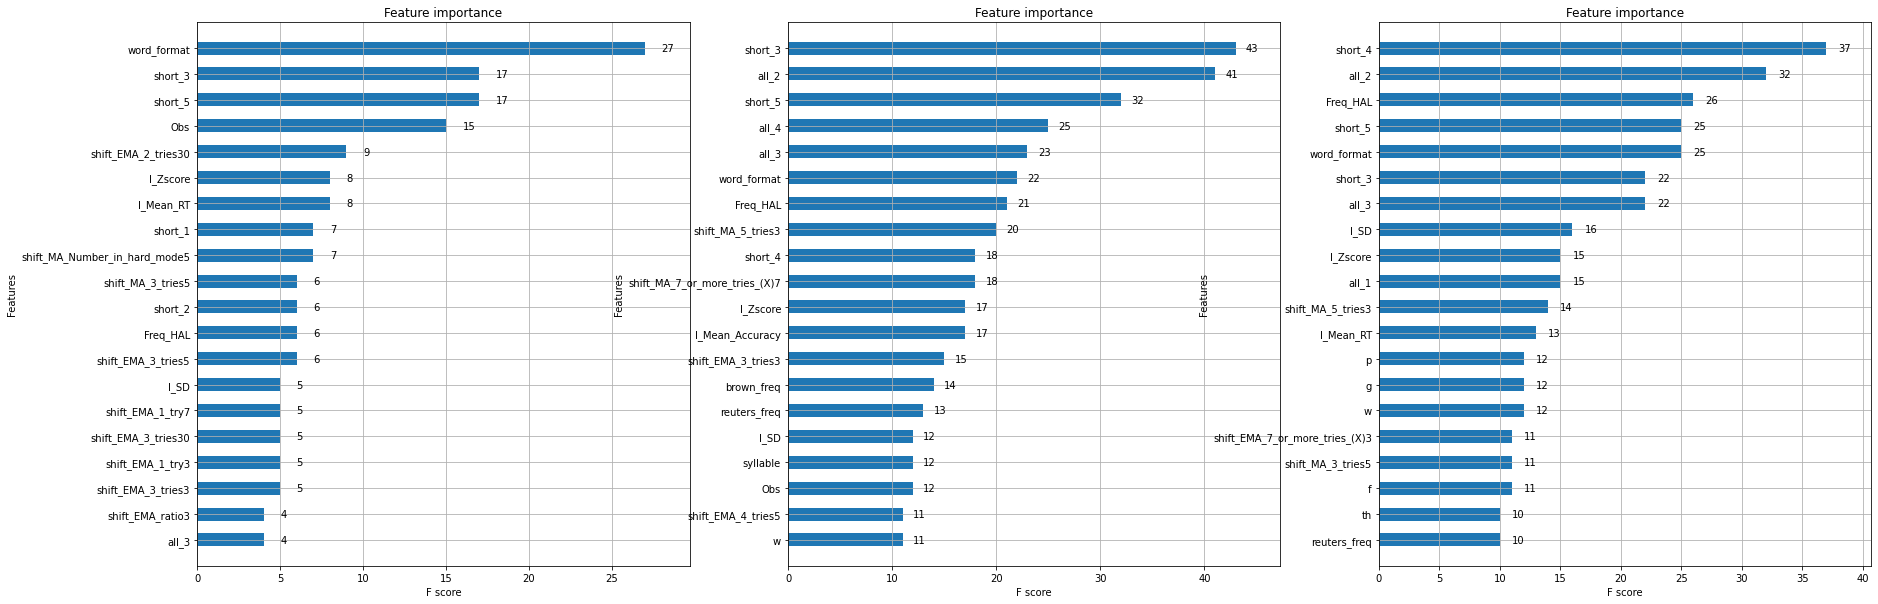 Feature importance
word_format 27
short_3 17
short_5 17
Obs 15
shift_EMA_2_tries30 9
I_Zscore 8
I_Mean_RT 8
short_1 7
shift_MA_Number_in_hard_mode5 7
shift_MA_3_tries5 6
short_2 6
Freq_HAL 6
shift_EMA_3_tries5 6
I_SD 5
shift_EMA_1_try7 5
shift_EMA_3_tries30 5
shift_EMA_1_try3 5
shift_EMA_3_tries3 5
shift_EMA_ratio3 4
all_3 4
Features
0 5 10 15 20 25
F score
Feature importance
short_3 43
all_2 41
short_5 32
all_4 25
all_3 23
word_format 22
Freq_HAL 21
shift_MA_5_tries3 20
short_4 18
shift_MA_7_or_more_tries_(X)7 18
I_Zscore 17
I_Mean_Accuracy 17
shift_EMA_3_tries3 15
brown_freq 14
reuters_freq 13
I_SD 12
syllable 12
Obs 12
shift_EMA_4_tries5 11
w 11
Features
0 10 20 30 40
F score
Feature importance
short_4 37
all_2 32
Freq_HAL 26
short_5 25
word_format 25
short_3 22
all_3 22
I_SD 16
I_Zscore 15
all_1 15
shift_MA_5_tries3 14
I_Mean_RT 13
p 12
g 12
w 12
shift_EMA_7_or_more_tries_(X)3 11
shift_MA_3_tries5 11
f 11
th 10
reuters_freq 10
Features
0 5 10 15 20 25 30 35 40
F score